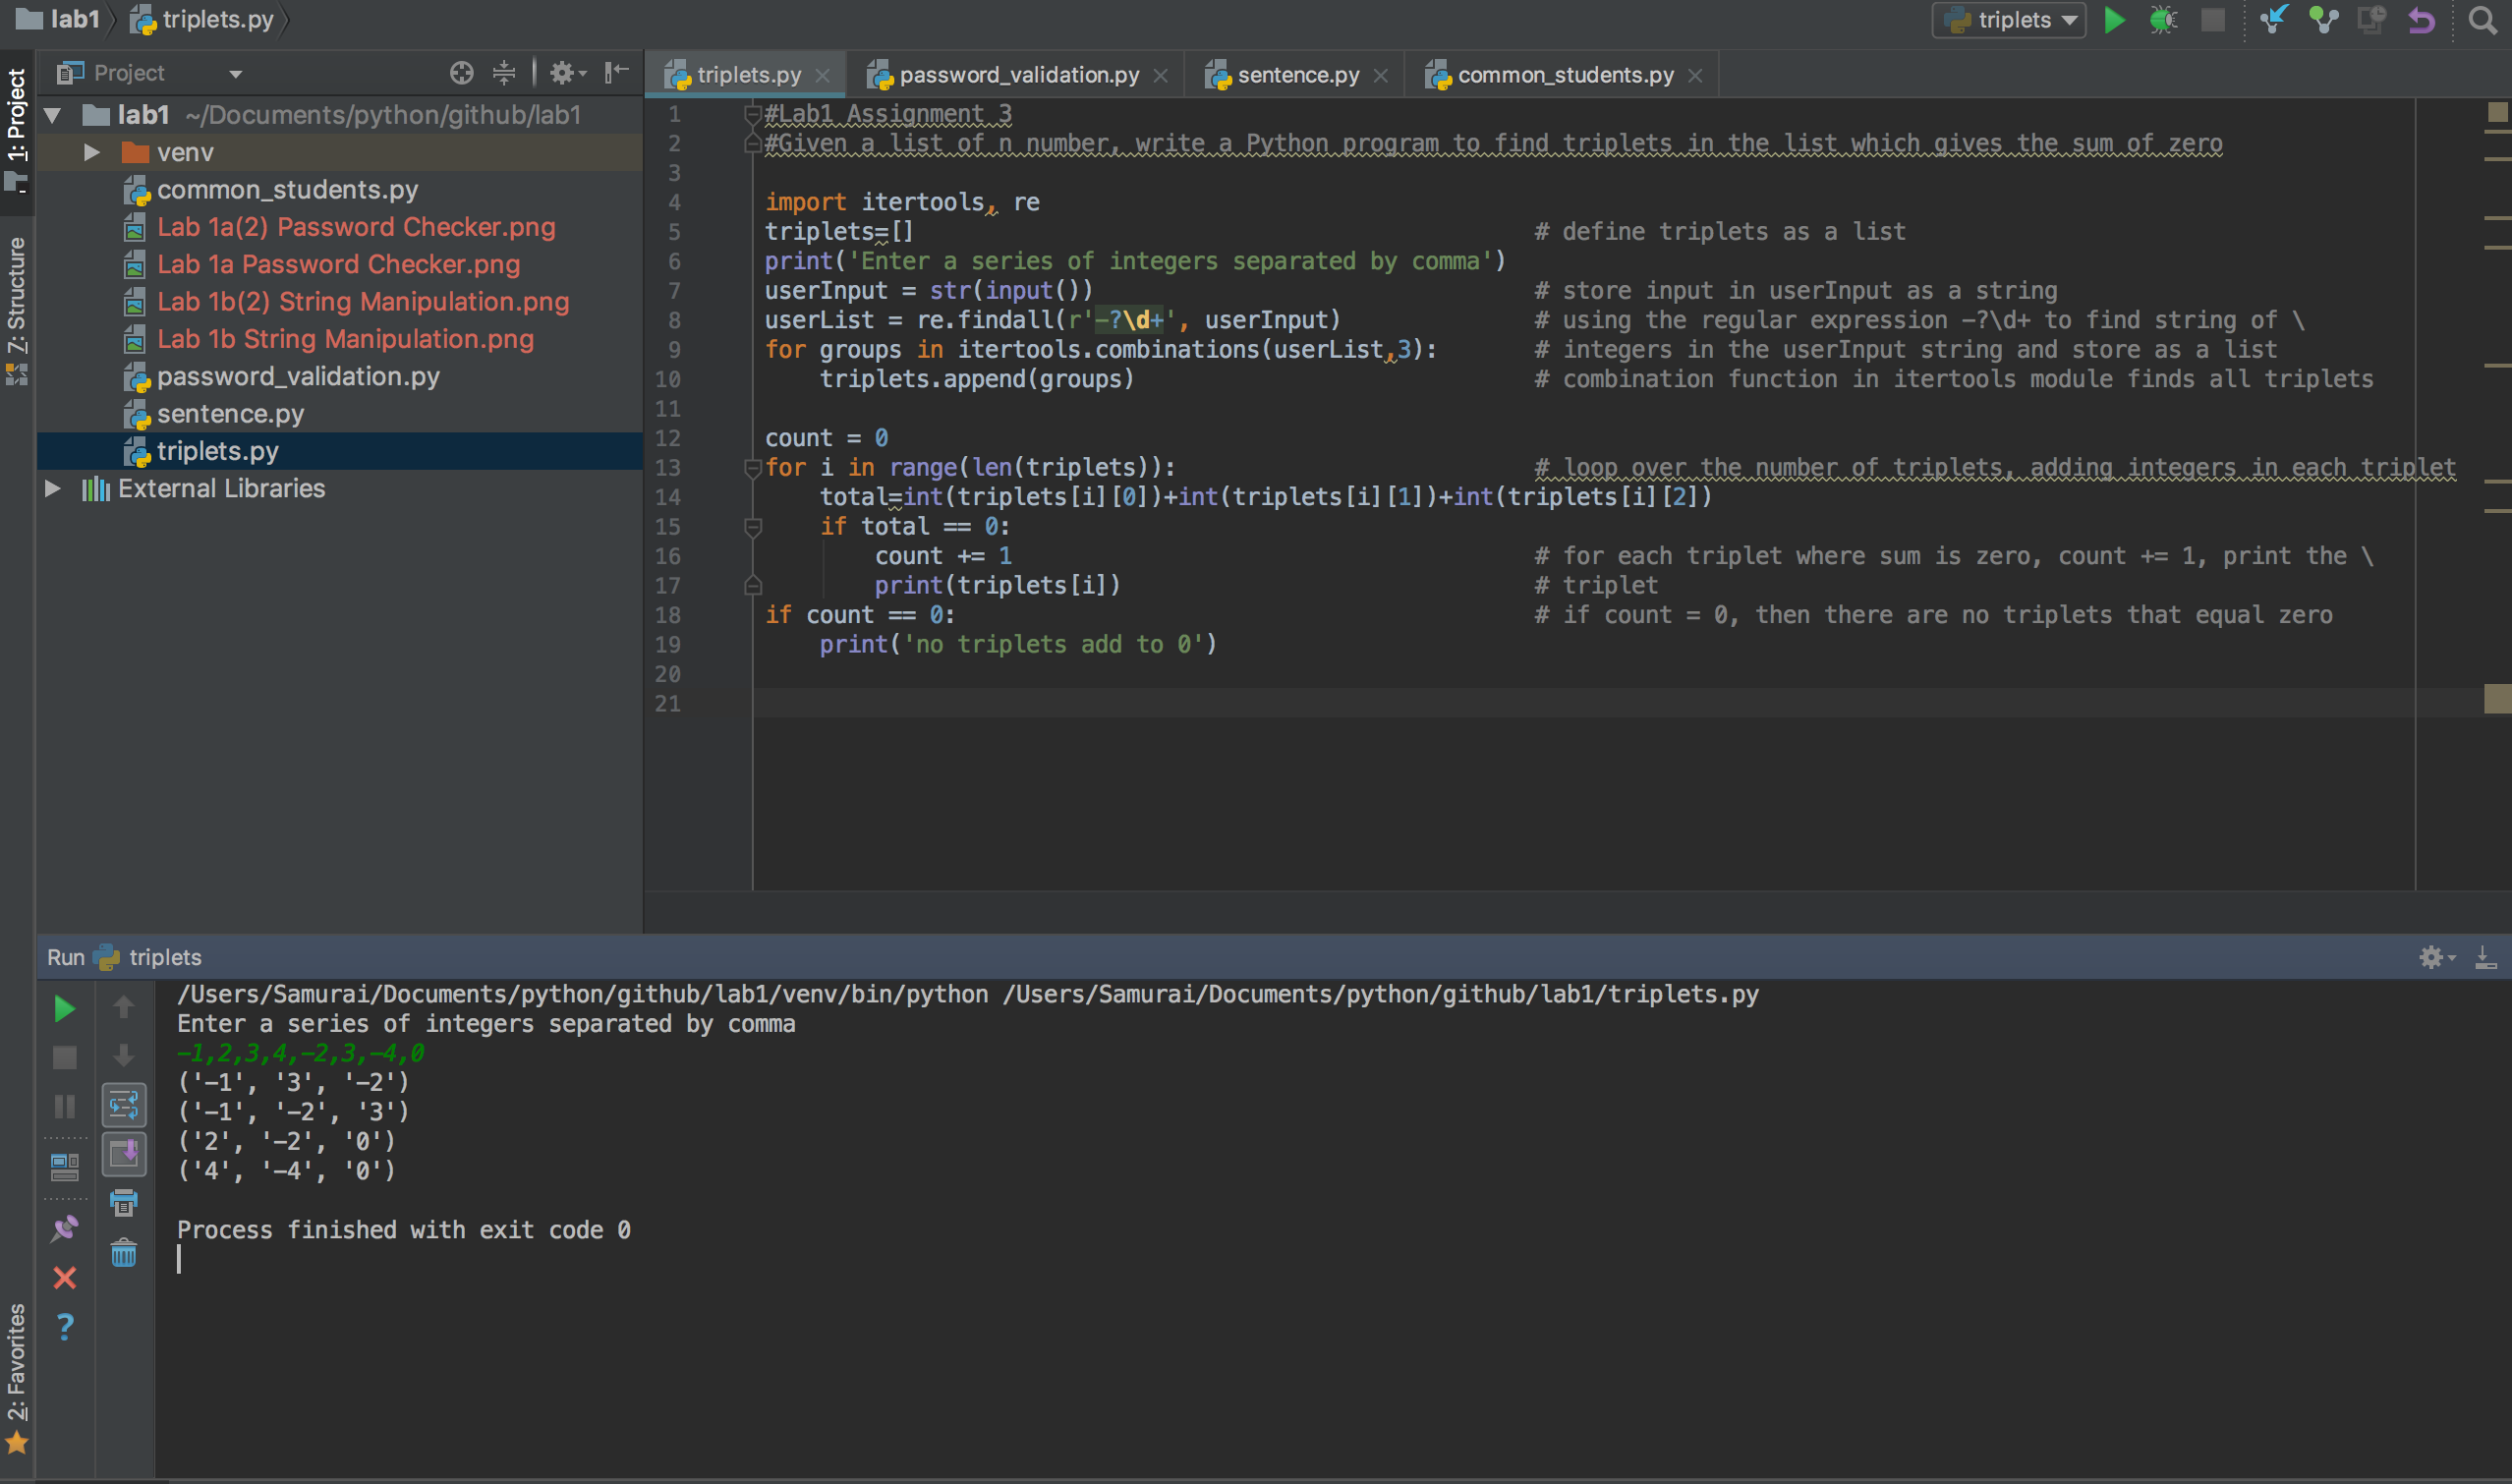 lab1 triplets.py
triplets
1: Project
7: Structure
2: Favorites
Project
lab1 ~/Documents/python/github/lab1
venv
common_students.py
Lab 1a(2) Password Checker.png
Lab 1a Password Checker.png
Lab 1b(2) String Manipulation.png
Lab 1b String Manipulation.png
password_validation.py
sentence.py
triplets.py
External Libraries
triplets.py password_validation.py sentence.py common_students.py
1 #Lab1 Assignment 3
2 #Given a list of n number, write a Python program to find triplets in the list which gives the sum of zero
3
4 import itertools, re
5 triplets=[] # define triplets as a list
6 print('Enter a series of integers separated by comma')
7 userInput = str(input()) # store input in userInput as a string
8 userList = re.findall(r'-?\d+', userInput) # using the regular expression -?\d+ to find string of \
9 for groups in itertools.combinations(userList,3): # integers in the userInput string and store as a list
10     triplets.append(groups) # combination function in itertools module finds all triplets
11
12 count = 0
13 for i in range(len(triplets)): # loop over the number of triplets, adding integers in each triplet
14     total=int(triplets[i][0])+int(triplets[i][1])+int(triplets[i][2])
15     if total == 0:
16         count += 1 # for each triplet where sum is zero, count += 1, print the \
17         print(triplets[i]) # triplet
18 if count == 0: # if count = 0, then there are no triplets that equal zero
19     print('no triplets add to 0')
20
21
Run triplets
/Users/Samurai/Documents/python/github/lab1/venv/bin/python /Users/Samurai/Documents/python/github/lab1/triplets.py
Enter a series of integers separated by comma
-1,2,3,4,-2,3,-4,0
('-1', '3', '-2')
('-1', '-2', '3')
('2', '-2', '0')
('4', '-4', '0')
Process finished with exit code 0